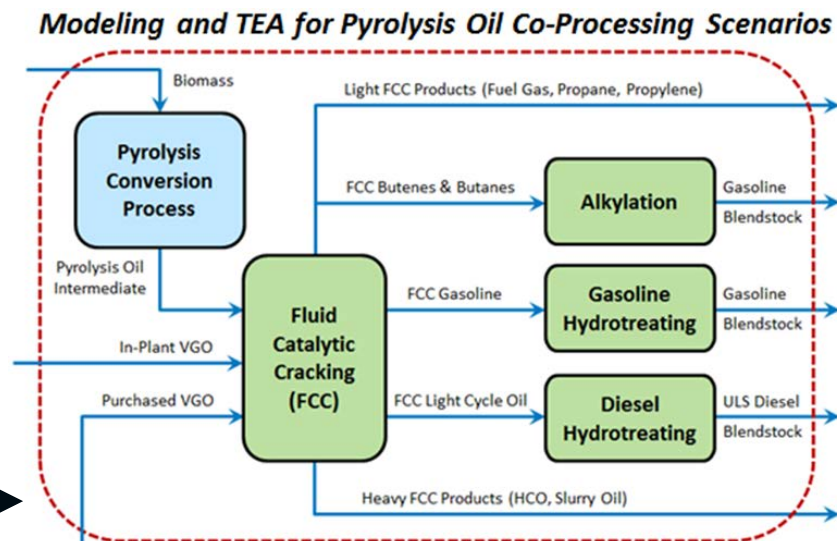 Modeling and TEA for Pyrolysis Oil Co-Processing Scenarios
Biomass
Light FCC Products (Fuel Gas, Propane, Propylene)
Pyrolysis
Conversion
Process
FCC Butenes & Butanes
Alkylation
Gasoline
Blendstock
Pyrolysis Oil
Intermediate
Fluid
Catalytic
Cracking
(FCC)
FCC Gasoline
Gasoline
Hydrotreating
Gasoline
Blendstock
In-Plant VGO
Purchased VGO
FCC Light Cycle Oil
Diesel
Hydrotreating
ULS Diesel
Blendstock
Heavy FCC Products (HCO, Slurry Oil)